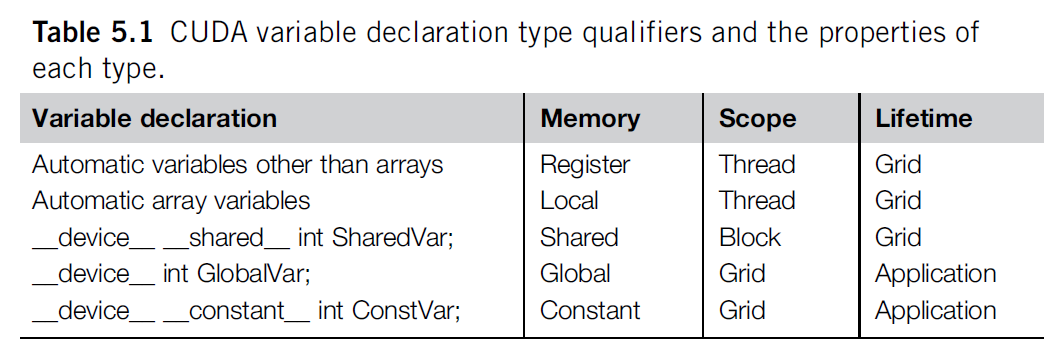 Table 5.1 CUDA variable declaration type qualifiers and the properties of
each type.
Variable declaration Memory Scope Lifetime
Automatic variables other than arrays Register Thread Grid
Automatic array variables Local Thread Grid
__device__ __shared__ int SharedVar; Shared Block Grid
__device__ int GlobalVar; Global Grid Application
__device__ __constant__ int ConstVar; Constant Grid Application